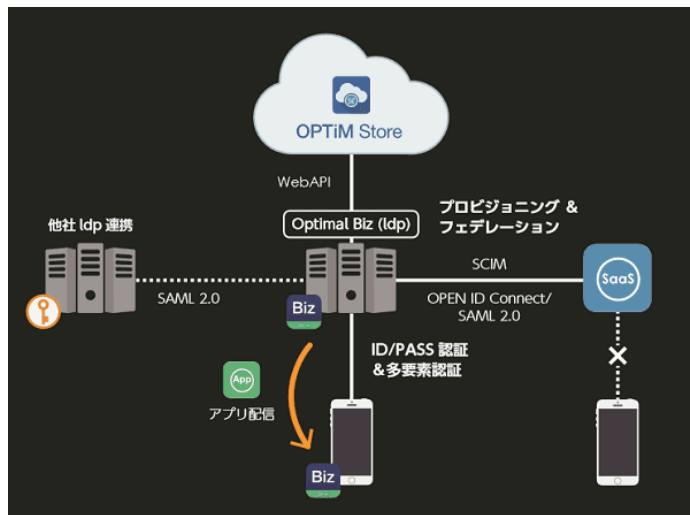 OPTiM Store
WebAPI
他社 ldp 連携
Optimal Biz (ldp)
プロビジョニング &
フェデレーション
SAML 2.0
SCIM
SaaS
OPEN ID Connect/
SAML 2.0
Biz
ID/PASS 認証
&多要素認証
App
アプリ配信
Biz